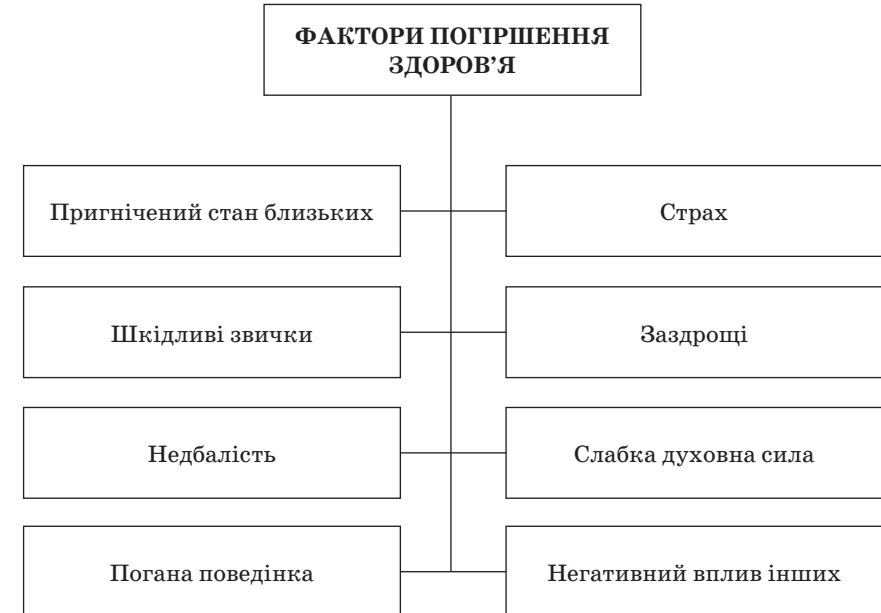 ФАКТОРИ ПОГІРШЕННЯ
ЗДОРОВ’Я
Пригнічений стан близьких
Страх
Шкідливі звички
Заздрощі
Недбалість
Слабка духовна сила
Погана поведінка
Негативний вплив інших